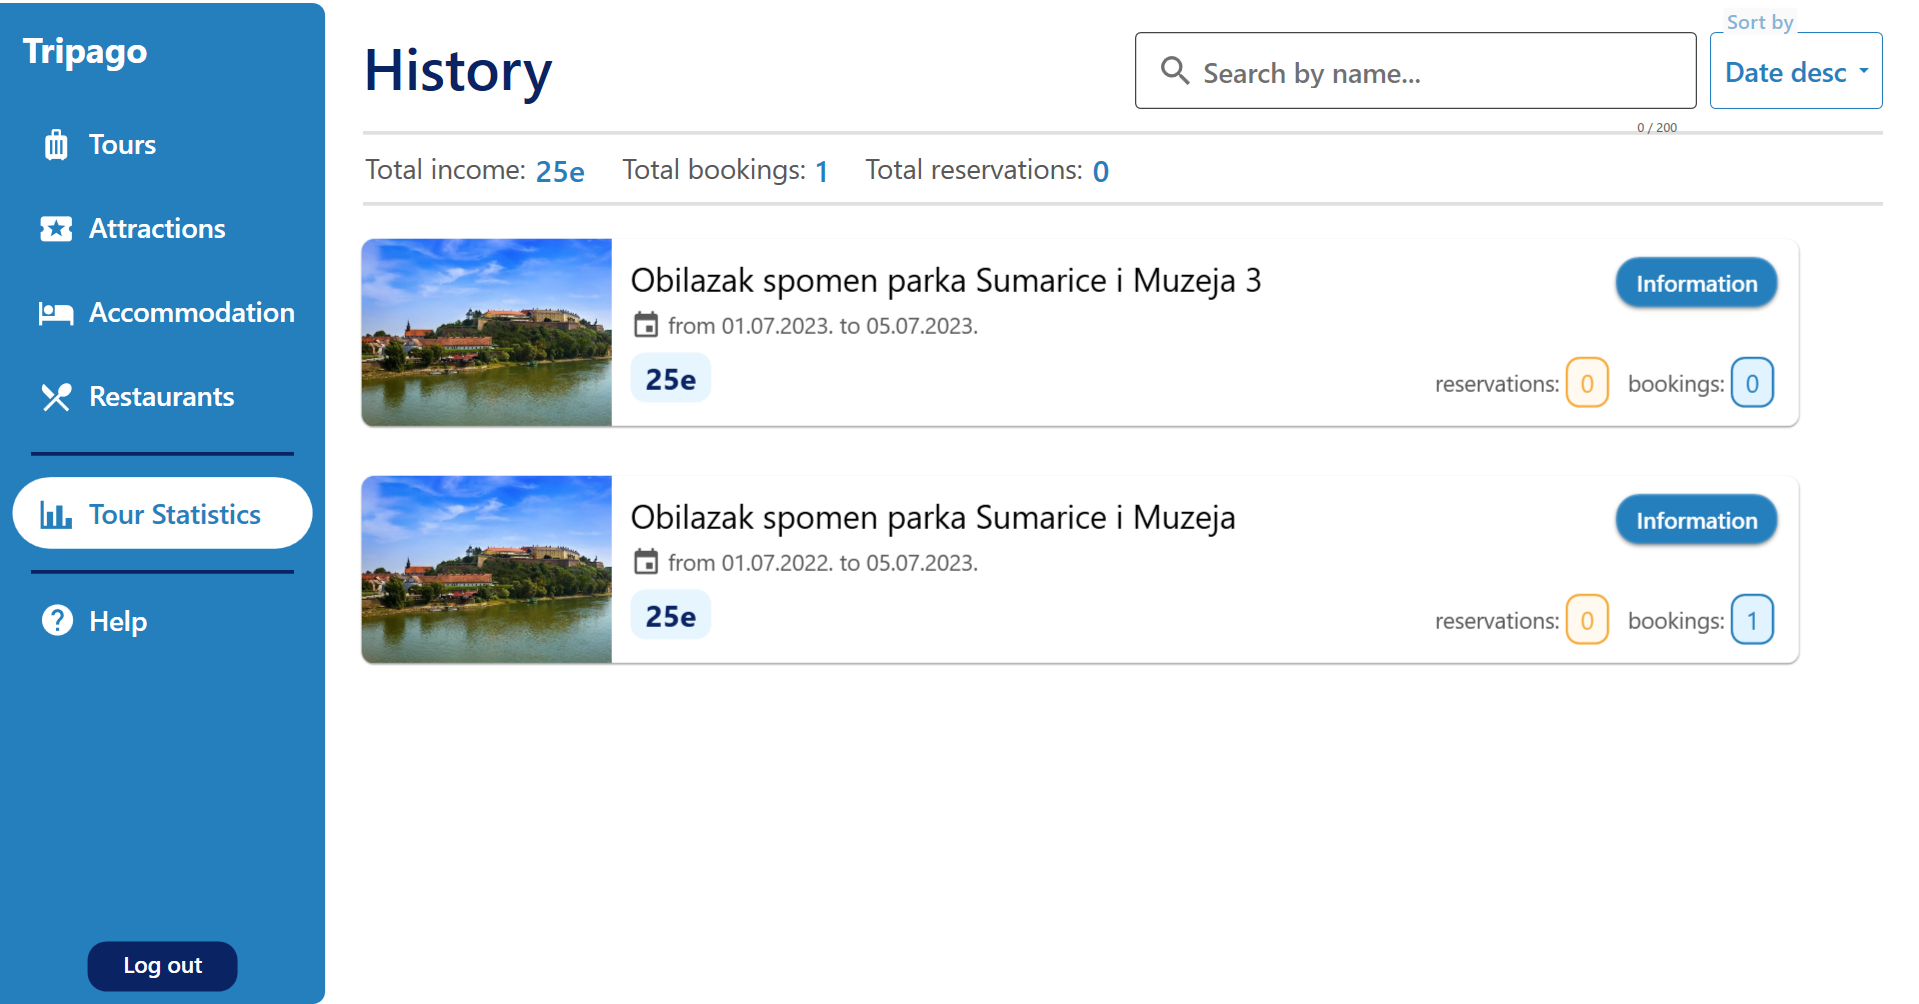 Tripago
Tours
Attractions
Accommodation
Restaurants
Tour Statistics
Help
Log out
History
Search by name...
0 / 200
Sort by
Date desc
Total income: 25e Total bookings: 1 Total reservations: 0
Obilazak spomen parka Sumarice i Muzeja 3
from 01.07.2023. to 05.07.2023.
25e
Information
reservations: 0 bookings: 0
Obilazak spomen parka Sumarice i Muzeja
from 01.07.2022. to 05.07.2023.
25e
Information
reservations: 0 bookings: 1